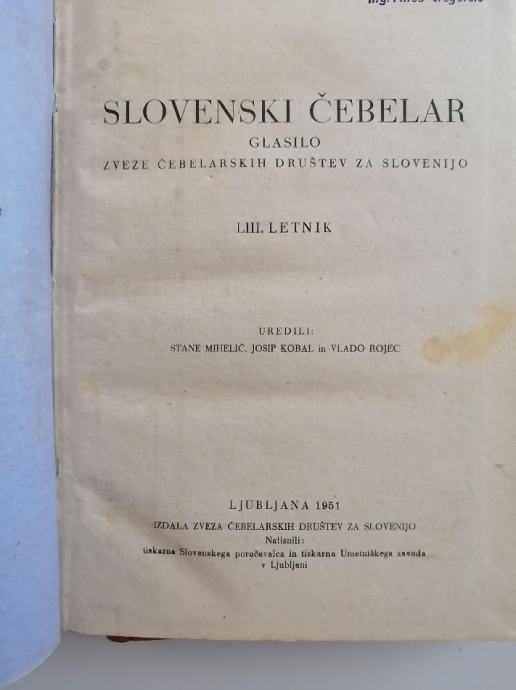 SLOVENSKI ČEBELAR
GLASILO
ZVEZE ČEBELARSKIH DRUŠTEV ZA SLOVENIJO
LIII. LETNIK
UREDILI:
STANE MIHELIČ, JOSIP KOBAL in VLADO ROJEC
LJUBLJANA 1951
IZDALA ZVEZA ČEBELARSKIH DRUŠTEV ZA SLOVENIJO
Natisnili:
tiskarna Slovenskega poročevalca in tiskarna Umetniškega zavoda
v Ljubljani